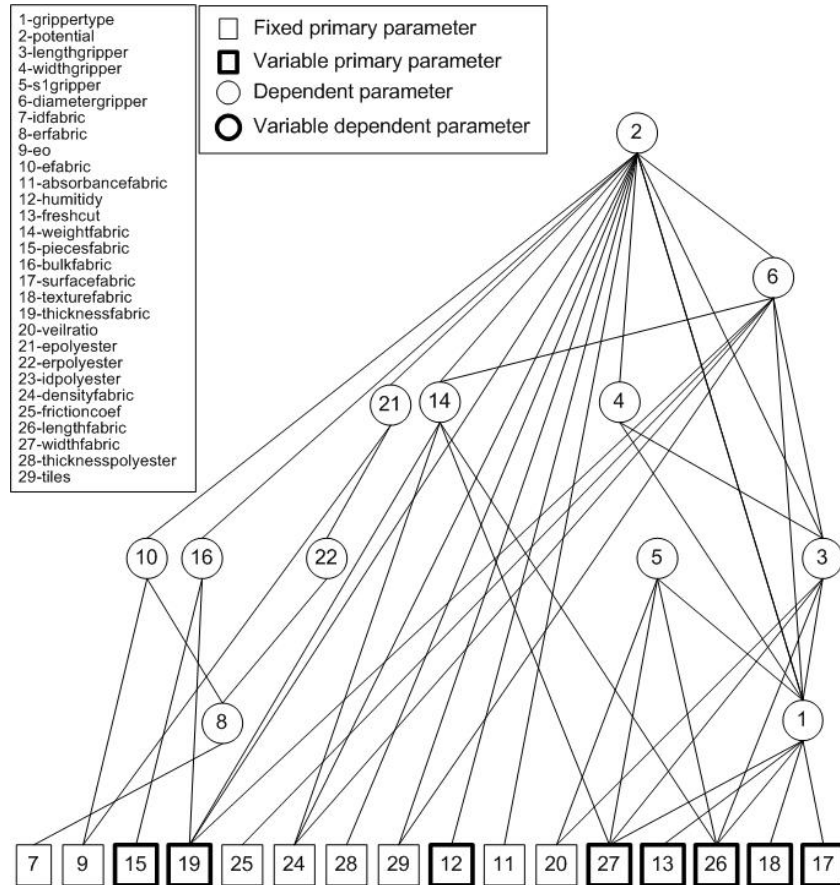 1-grippertype
2-potential
3-lengthgripper
4-widthgripper
5-s1gripper
6-diametergripper
7-idfabric
8-erfabric
9-eo
10-efabric
11-absorbancefabric
12-humitidy
13-freshcut
14-weightfabric
15-piecesfabric
16-bulkfabric
17-surfacefabric
18-texturefabric
19-thicknessfabric
20-veilratio
21-epolyester
22-erpolyester
23-idpolyester
24-densityfabric
25-frictioncoef
26-lengthfabric
27-widthfabric
28-thicknesspolyester
29-tiles
Fixed primary parameter
Variable primary parameter
Dependent parameter
Variable dependent parameter
2
6
21 14 4
10 16 22 5 3
8 1
7 9 15 19 25 24 28 29 12 11 20 27 13 26 18 17